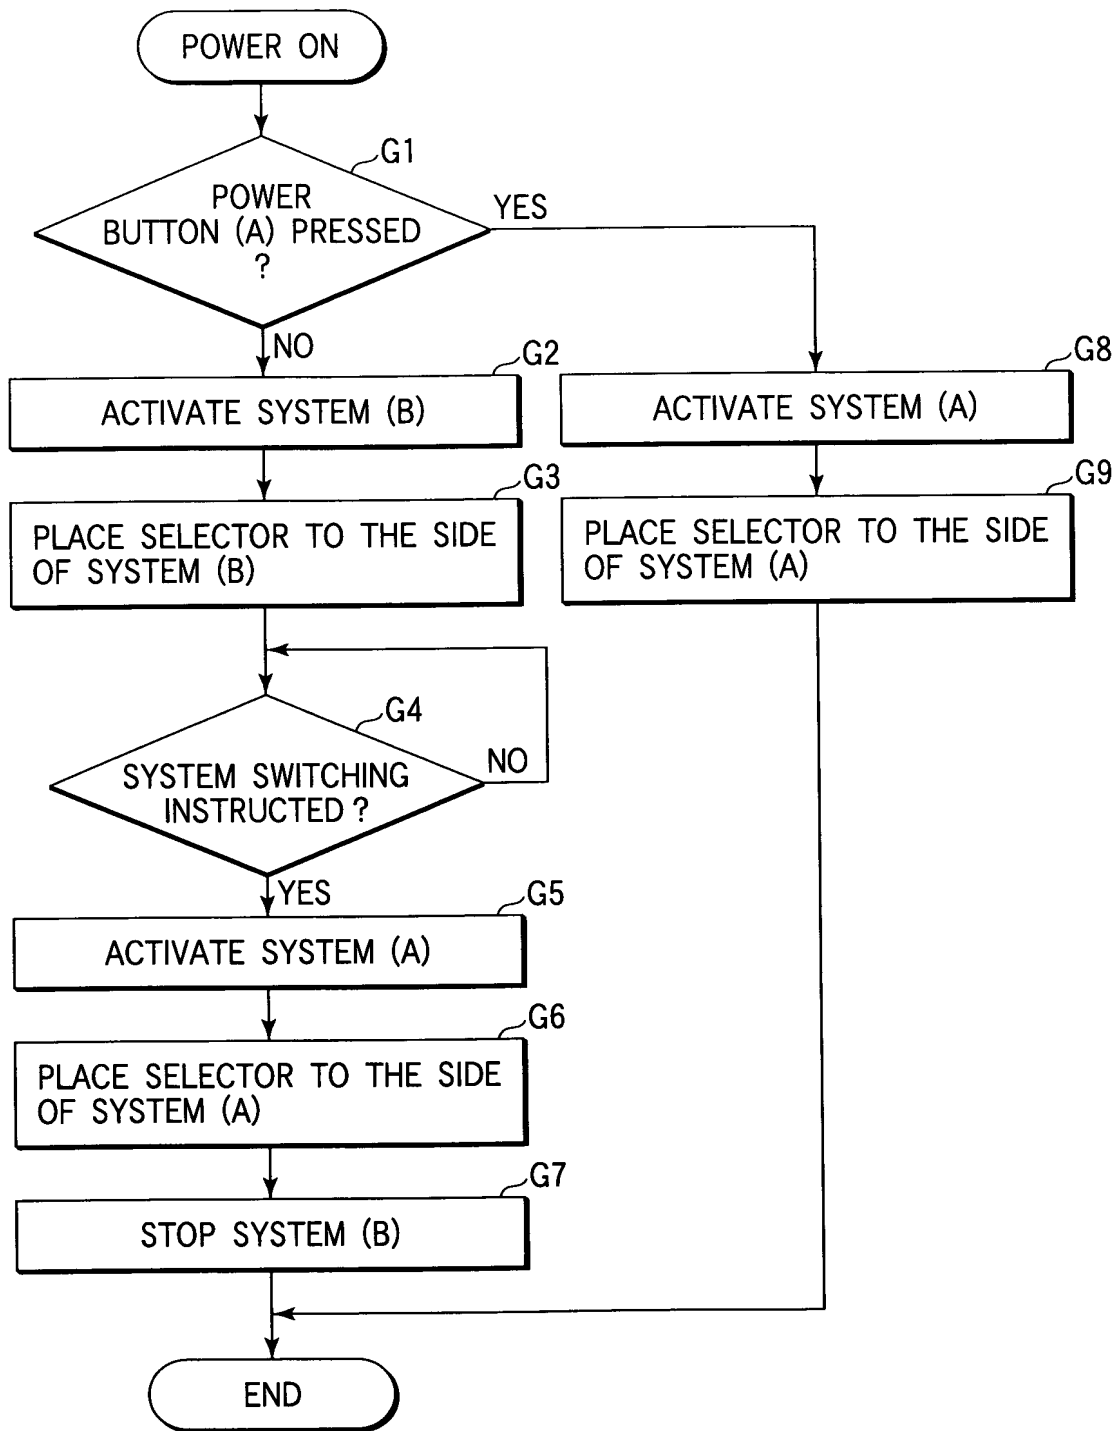 POWER ON
G1
POWER
BUTTON (A) PRESSED
?
YES
NO
G2
ACTIVATE SYSTEM (B)
G8
ACTIVATE SYSTEM (A)
G3
PLACE SELECTOR TO THE SIDE
OF SYSTEM (B)
G9
PLACE SELECTOR TO THE SIDE
OF SYSTEM (A)
G4
SYSTEM SWITCHING
INSTRUCTED ?
NO
YES
G5
ACTIVATE SYSTEM (A)
G6
PLACE SELECTOR TO THE SIDE
OF SYSTEM (A)
G7
STOP SYSTEM (B)
END